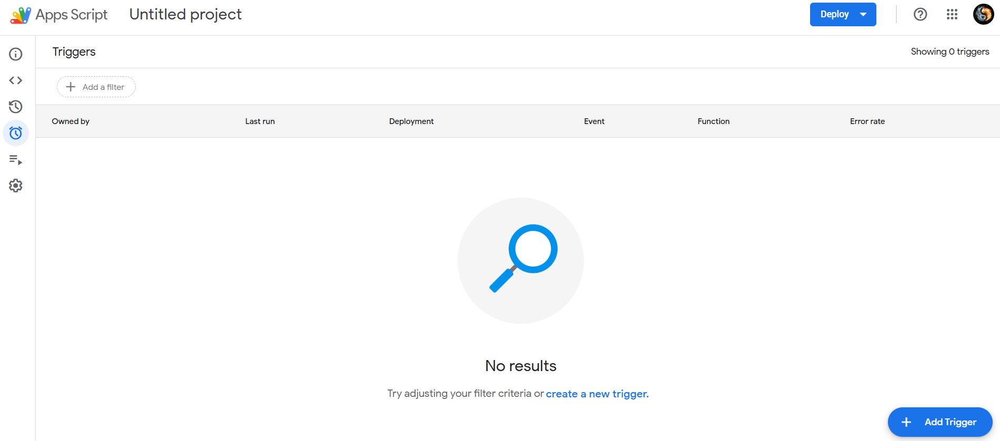 Apps Script
Untitled project
Deploy
Triggers
Showing 0 triggers
Add a filter
Owned by
Last run
Deployment
Event
Function
Error rate
No results
Try adjusting your filter criteria or create a new trigger.
Add Trigger